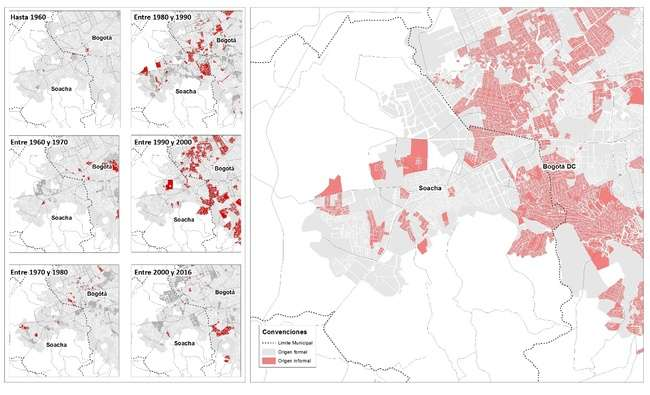 Hasta 1960
Bogotá
Soacha
Entre 1980 y 1990
Bogotá
Soacha
Entre 1960 y 1970
Bogotá
Soacha
Entre 1990 y 2000
Bogotá
Soacha
Entre 1970 y 1980
Bogotá
Soacha
Entre 2000 y 2016
Bogotá
Soacha
Bogotá DC
Soacha
Convenciones
Límite Municipal
Origen formal
Origen informal